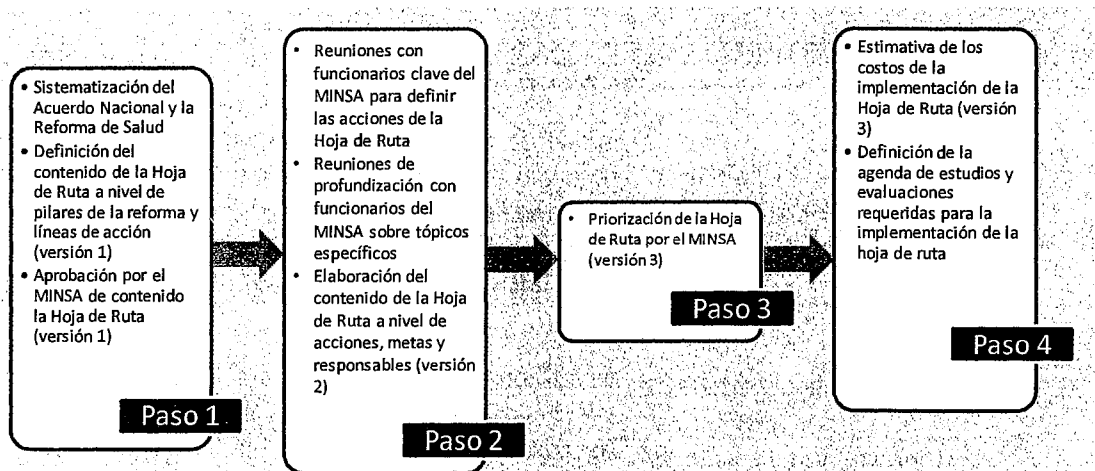 • Sistematización del
Acuerdo Nacional y la
Reforma de Salud
• Definición del
contenido de la Hoja
de Ruta a nivel de
pilares de la reforma y
líneas de acción
(versión 1)
• Aprobación por el
MINSA de contenido
la Hoja de Ruta
(versión 1)
Paso 1
• Reuniones con
funcionarios clave del
MINSA para definir
las acciones de la
Hoja de Ruta
• Reuniones de
profundización con
funcionarios del
MINSA sobre tópicos
específicos
• Elaboración del
contenido de la Hoja
de Ruta a nivel de
acciones, metas y
responsables (versión
2)
Paso 2
• Priorización de la Hoja
de Ruta por el MINSA
(versión 3)
Paso 3
• Estimativa de los
costos de la
implementación de la
Hoja de Ruta (versión
3)
• Definición de la
agenda de estudios y
evaluaciones
requeridas para la
implementación de la
hoja de ruta
Paso 4